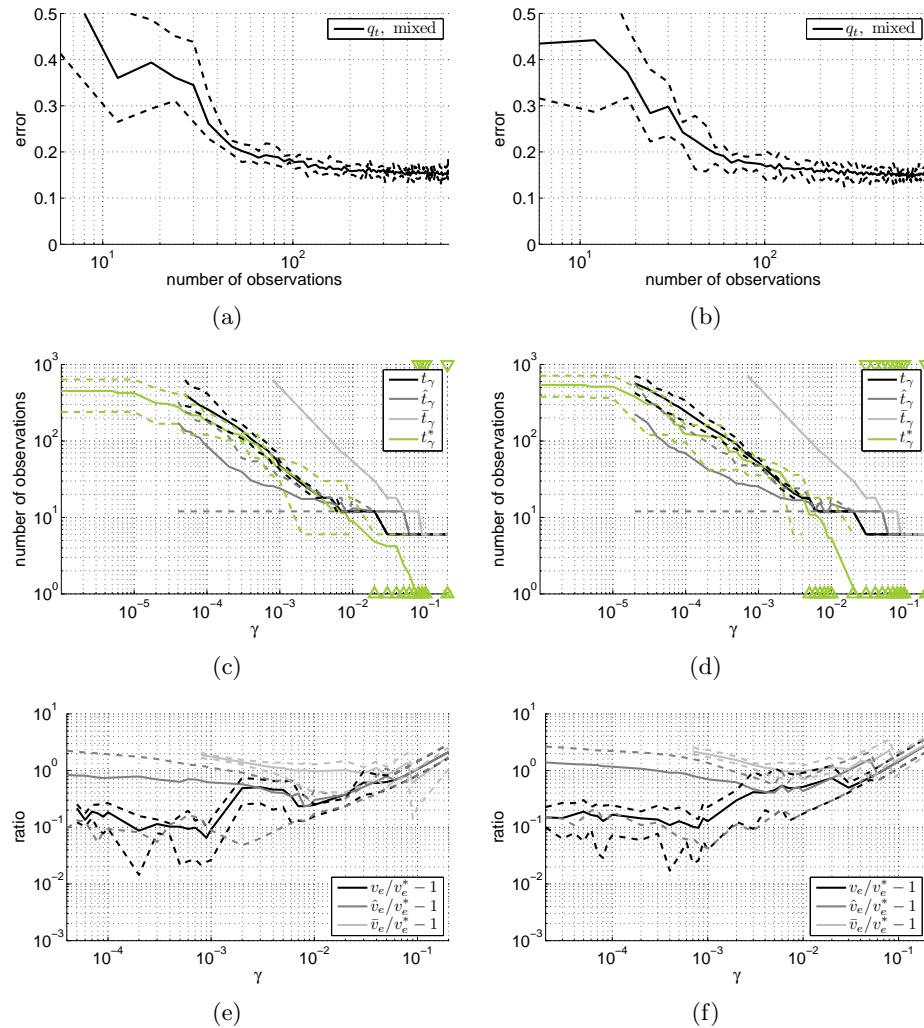 0.5
0.4
0.3
0.2
0.1
0
error
q_t, mixed
10^1
10^2
number of observations
(a)
0.5
0.4
0.3
0.2
0.1
0
error
q_t, mixed
10^1
10^2
number of observations
(b)
10^3
10^2
10^1
10^0
number of observations
t_γ
t̂_γ
t̄_γ
t*_γ
10^-5
10^-4
10^-3
10^-2
10^-1
γ
(c)
10^3
10^2
10^1
10^0
number of observations
t_γ
t̂_γ
t̄_γ
t*_γ
10^-5
10^-4
10^-3
10^-2
10^-1
γ
(d)
10^1
10^0
10^-1
10^-2
10^-3
ratio
v_e/v*_e − 1
v̂_e/v*_e − 1
v̄_e/v*_e − 1
10^-4
10^-3
10^-2
10^-1
γ
(e)
10^1
10^0
10^-1
10^-2
10^-3
ratio
v_e/v*_e − 1
v̂_e/v*_e − 1
v̄_e/v*_e − 1
10^-4
10^-3
10^-2
10^-1
γ
(f)